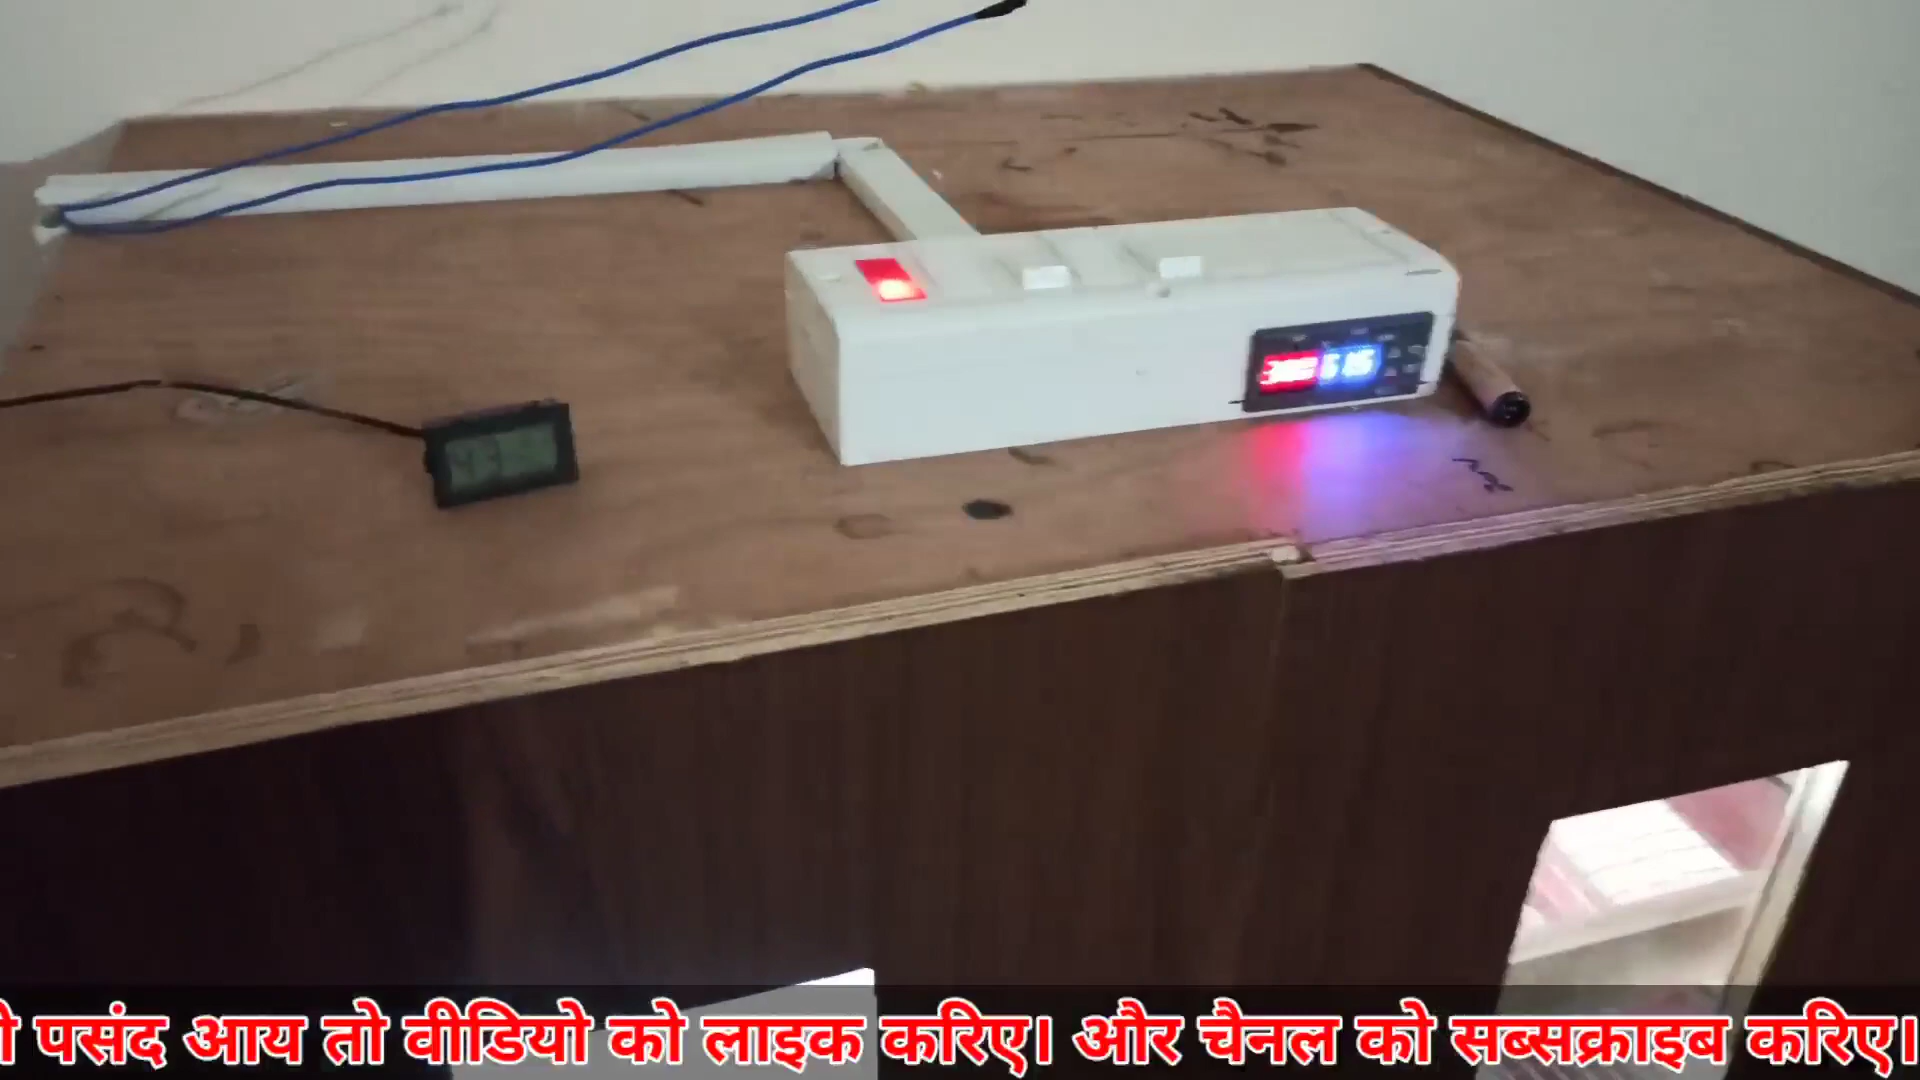 पसंद आय तो वीडियो को लाइक करिए। और चैनल को सब्सक्राइब करिए।